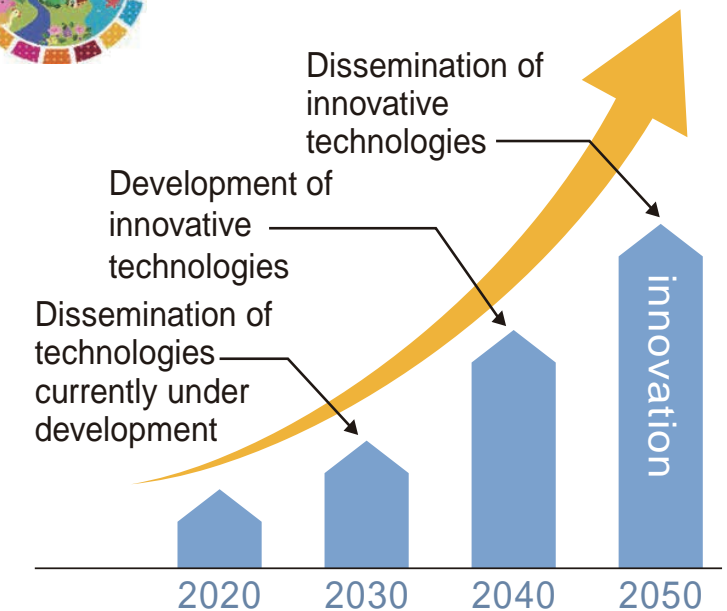 Dissemination of
innovative
technologies
Development of
innovative
technologies
Dissemination of
technologies
currently under
development
innovation
2020
2030
2040
2050